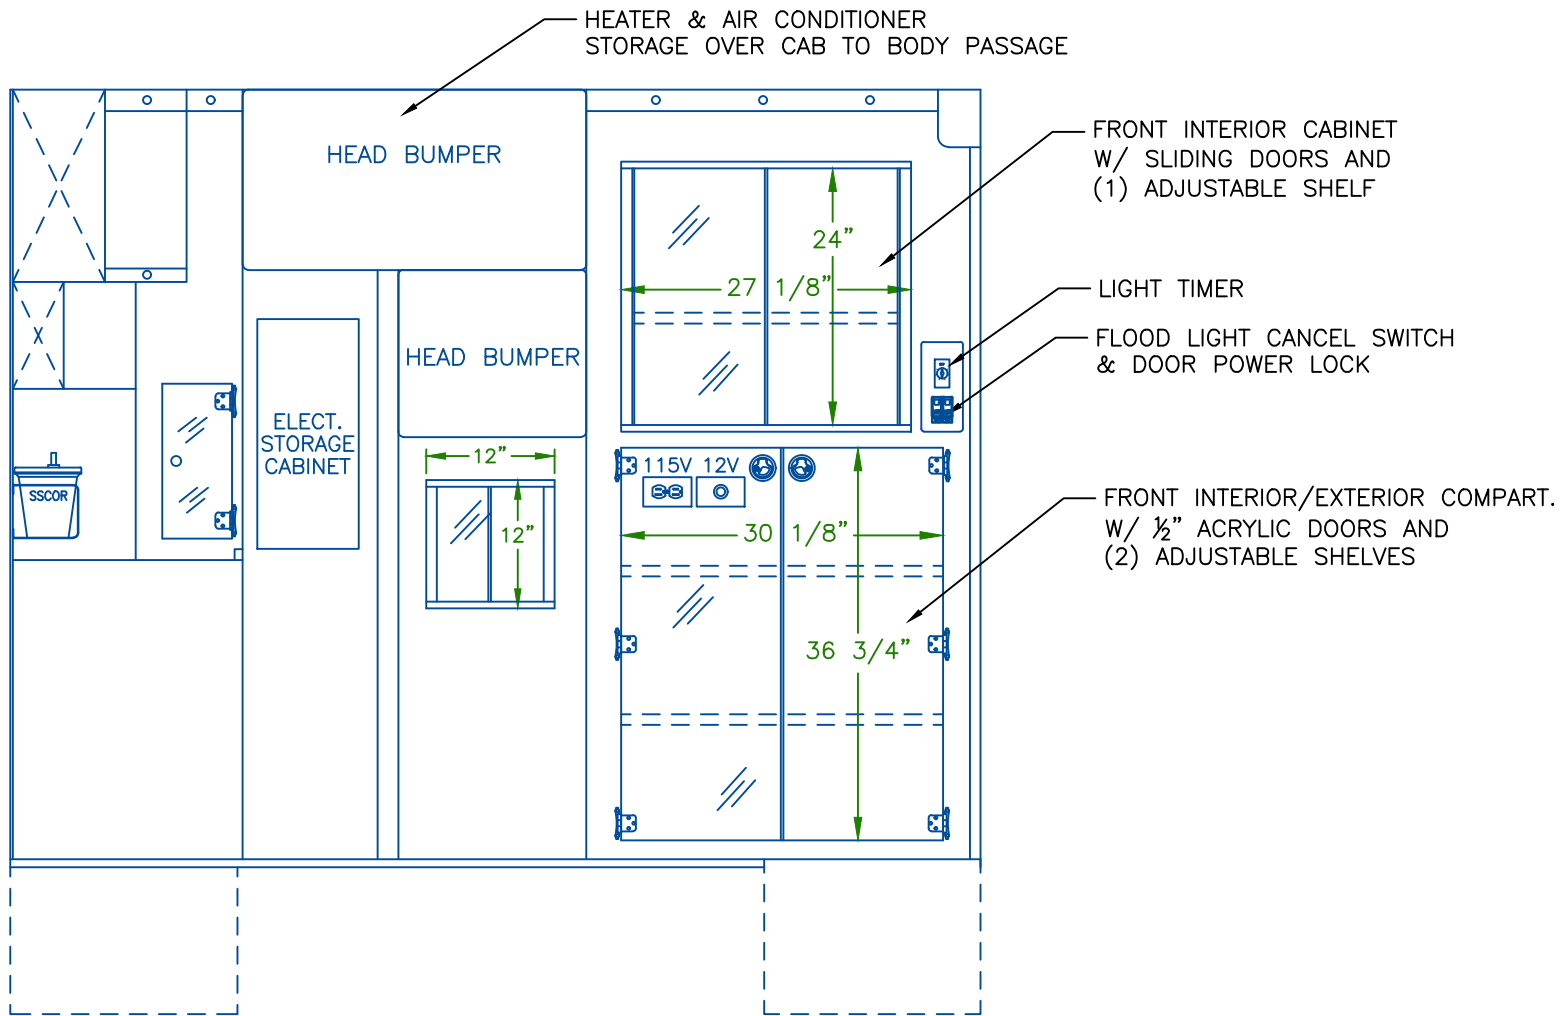 HEATER & AIR CONDITIONER
STORAGE OVER CAB TO BODY PASSAGE
HEAD BUMPER
FRONT INTERIOR CABINET
W/ SLIDING DOORS AND
(1) ADJUSTABLE SHELF
24"
27 1/8"
LIGHT TIMER
FLOOD LIGHT CANCEL SWITCH
& DOOR POWER LOCK
HEAD BUMPER
ELECT.
STORAGE
CABINET
12"
12"
SSCOR
115V 12V
FRONT INTERIOR/EXTERIOR COMPART.
W/ ½" ACRYLIC DOORS AND
(2) ADJUSTABLE SHELVES
30 1/8"
36 3/4"